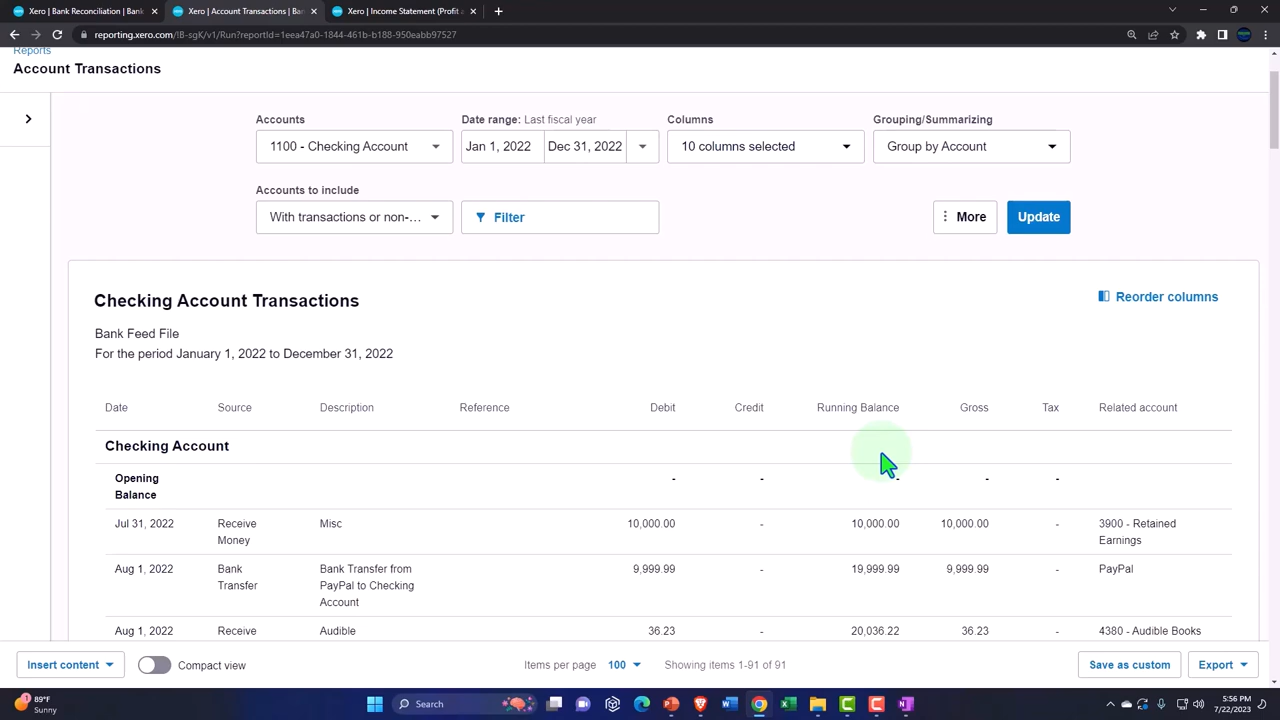 Xero | Bank Reconciliation | Bank
Xero | Account Transactions | Ban
Xero | Income Statement (Profit a
reporting.xero.com/!B-sgK/v1/Run?reportId=1eea47a0-1844-461b-b188-950eabb97527
Reports
Account Transactions
Accounts
Date range: Last fiscal year
Columns
Grouping/Summarizing
1100 - Checking Account
Jan 1, 2022
Dec 31, 2022
10 columns selected
Group by Account
Accounts to include
With transactions or non-...
Filter
More
Update
Checking Account Transactions
Reorder columns
Bank Feed File
For the period January 1, 2022 to December 31, 2022
Date Source Description Reference Debit Credit Running Balance Gross Tax Related account
Checking Account
Opening - - - - -
Balance
Jul 31, 2022 Receive Misc 10,000.00 - 10,000.00 10,000.00 - 3900 - Retained
Money Earnings
Aug 1, 2022 Bank Bank Transfer from 9,999.99 - 19,999.99 9,999.99 - PayPal
Transfer PayPal to Checking
Account
Aug 1, 2022 Receive Audible 36.23 - 20,036.22 36.23 - 4380 - Audible Books
Insert content
Compact view
Items per page 100
Showing items 1-91 of 91
Save as custom
Export
89°F
Sunny
Search
5:56 PM
7/22/2023